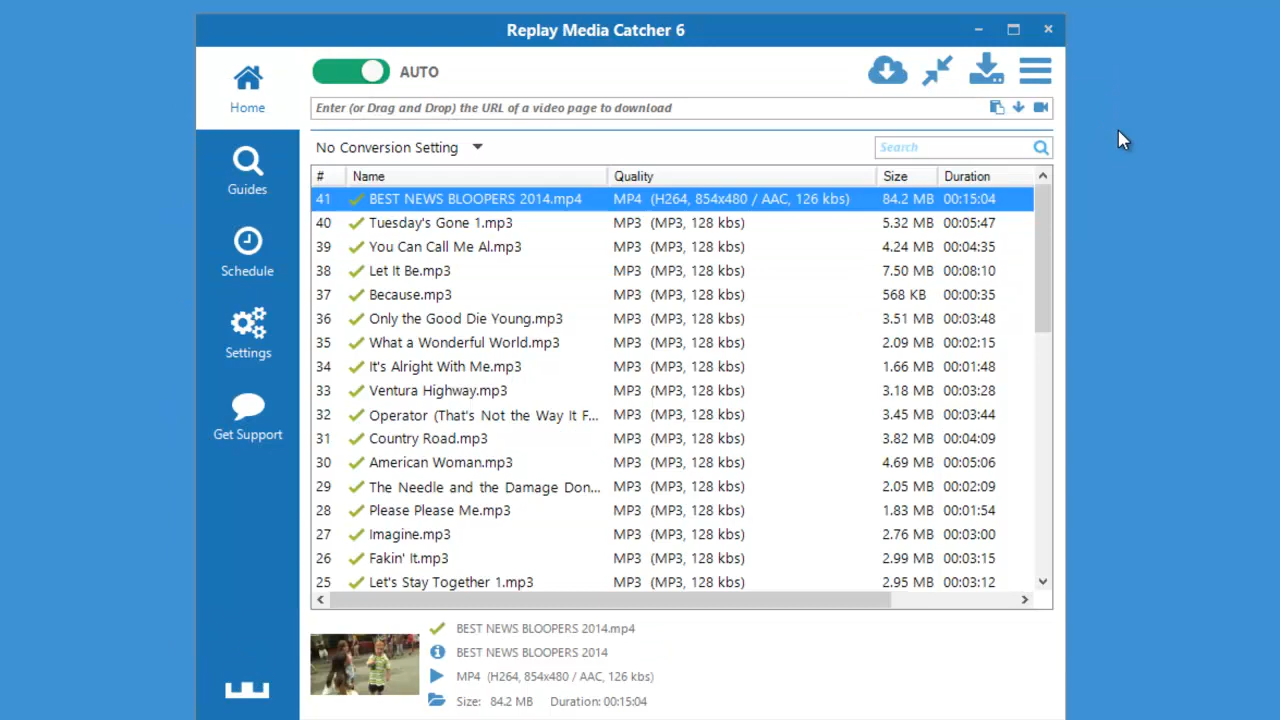 Replay Media Catcher 6
Home
AUTO
Enter (or Drag and Drop) the URL of a video page to download
Guides
Schedule
Settings
Get Support
No Conversion Setting
Search
# Name Quality Size Duration
41 BEST NEWS BLOOPERS 2014.mp4 MP4 (H264, 854x480 / AAC, 126 kbs) 84.2 MB 00:15:04
40 Tuesday's Gone 1.mp3 MP3 (MP3, 128 kbs) 5.32 MB 00:05:47
39 You Can Call Me Al.mp3 MP3 (MP3, 128 kbs) 4.24 MB 00:04:35
38 Let It Be.mp3 MP3 (MP3, 128 kbs) 7.50 MB 00:08:10
37 Because.mp3 MP3 (MP3, 128 kbs) 568 KB 00:00:35
36 Only the Good Die Young.mp3 MP3 (MP3, 128 kbs) 3.51 MB 00:03:48
35 What a Wonderful World.mp3 MP3 (MP3, 128 kbs) 2.09 MB 00:02:15
34 It's Alright With Me.mp3 MP3 (MP3, 128 kbs) 1.66 MB 00:01:48
33 Ventura Highway.mp3 MP3 (MP3, 128 kbs) 3.18 MB 00:03:28
32 Operator (That's Not the Way It F... MP3 (MP3, 128 kbs) 3.45 MB 00:03:44
31 Country Road.mp3 MP3 (MP3, 128 kbs) 3.82 MB 00:04:09
30 American Woman.mp3 MP3 (MP3, 128 kbs) 4.69 MB 00:05:06
29 The Needle and the Damage Don... MP3 (MP3, 128 kbs) 2.05 MB 00:02:09
28 Please Please Me.mp3 MP3 (MP3, 128 kbs) 1.83 MB 00:01:54
27 Imagine.mp3 MP3 (MP3, 128 kbs) 2.76 MB 00:03:00
26 Fakin' It.mp3 MP3 (MP3, 128 kbs) 2.99 MB 00:03:15
25 Let's Stay Together 1.mp3 MP3 (MP3, 128 kbs) 2.95 MB 00:03:12
BEST NEWS BLOOPERS 2014.mp4
BEST NEWS BLOOPERS 2014
MP4 (H264, 854x480 / AAC, 126 kbs)
Size: 84.2 MB Duration: 00:15:04